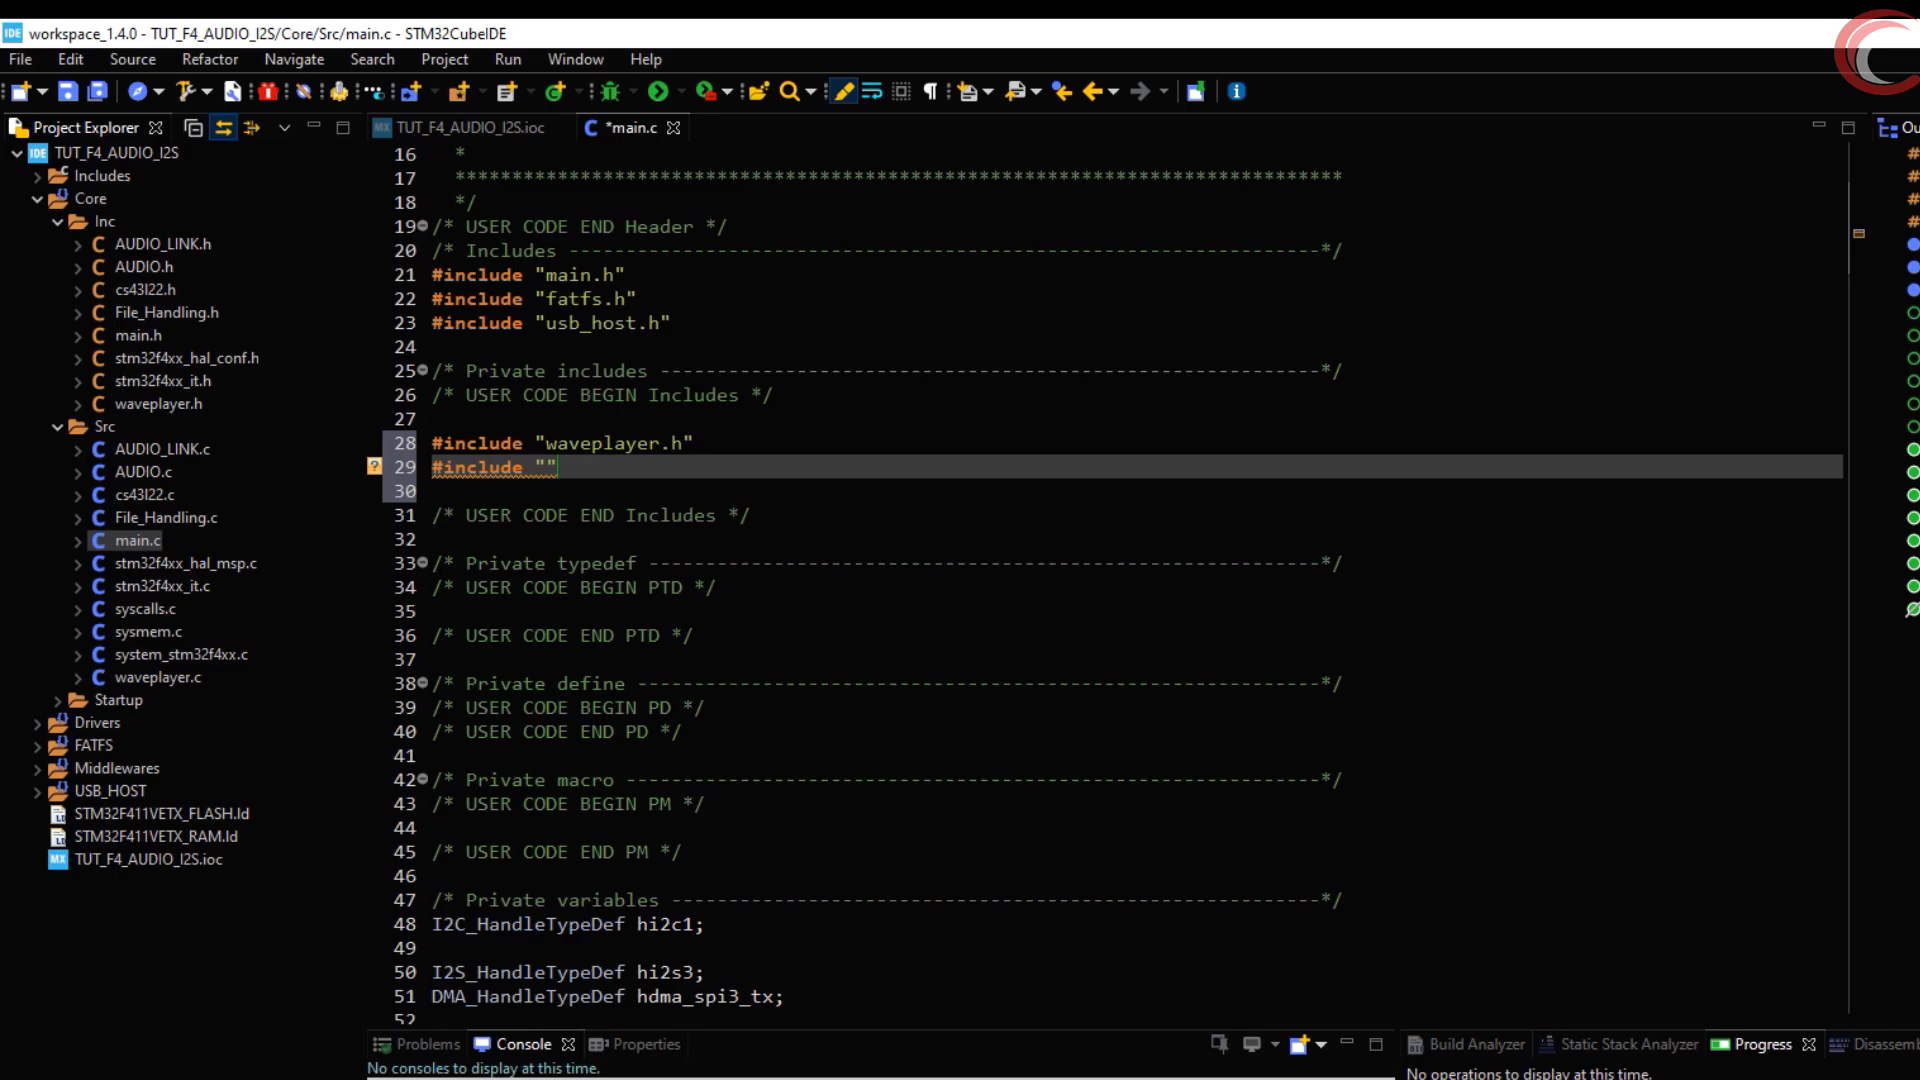 IDE workspace_1.4.0 - TUT_F4_AUDIO_I2S/Core/Src/main.c - STM32CubeIDE
File Edit Source Refactor Navigate Search Project Run Window Help
Project Explorer
TUT_F4_AUDIO_I2S.ioc
*main.c
Ou
IDE TUT_F4_AUDIO_I2S
Includes
Core
Inc
AUDIO_LINK.h
AUDIO.h
cs43l22.h
File_Handling.h
main.h
stm32f4xx_hal_conf.h
stm32f4xx_it.h
waveplayer.h
Src
AUDIO_LINK.c
AUDIO.c
cs43l22.c
File_Handling.c
main.c
stm32f4xx_hal_msp.c
stm32f4xx_it.c
syscalls.c
sysmem.c
system_stm32f4xx.c
waveplayer.c
Startup
Drivers
FATFS
Middlewares
USB_HOST
STM32F411VETX_FLASH.ld
STM32F411VETX_RAM.ld
MX TUT_F4_AUDIO_I2S.ioc
16 *
17 ******************************************************************************
18 */
19 /* USER CODE END Header */
20 /* Includes ------------------------------------------------------------------*/
21 #include "main.h"
22 #include "fatfs.h"
23 #include "usb_host.h"
24
25 /* Private includes ----------------------------------------------------------*/
26 /* USER CODE BEGIN Includes */
27
28 #include "waveplayer.h"
29 #include ""
30
31 /* USER CODE END Includes */
32
33 /* Private typedef -----------------------------------------------------------*/
34 /* USER CODE BEGIN PTD */
35
36 /* USER CODE END PTD */
37
38 /* Private define ------------------------------------------------------------*/
39 /* USER CODE BEGIN PD */
40 /* USER CODE END PD */
41
42 /* Private macro -------------------------------------------------------------*/
43 /* USER CODE BEGIN PM */
44
45 /* USER CODE END PM */
46
47 /* Private variables ---------------------------------------------------------*/
48 I2C_HandleTypeDef hi2c1;
49
50 I2S_HandleTypeDef hi2s3;
51 DMA_HandleTypeDef hdma_spi3_tx;
52
Problems Console Properties
No consoles to display at this time.
Build Analyzer Static Stack Analyzer Progress Disassemb
No operations to display at this time.